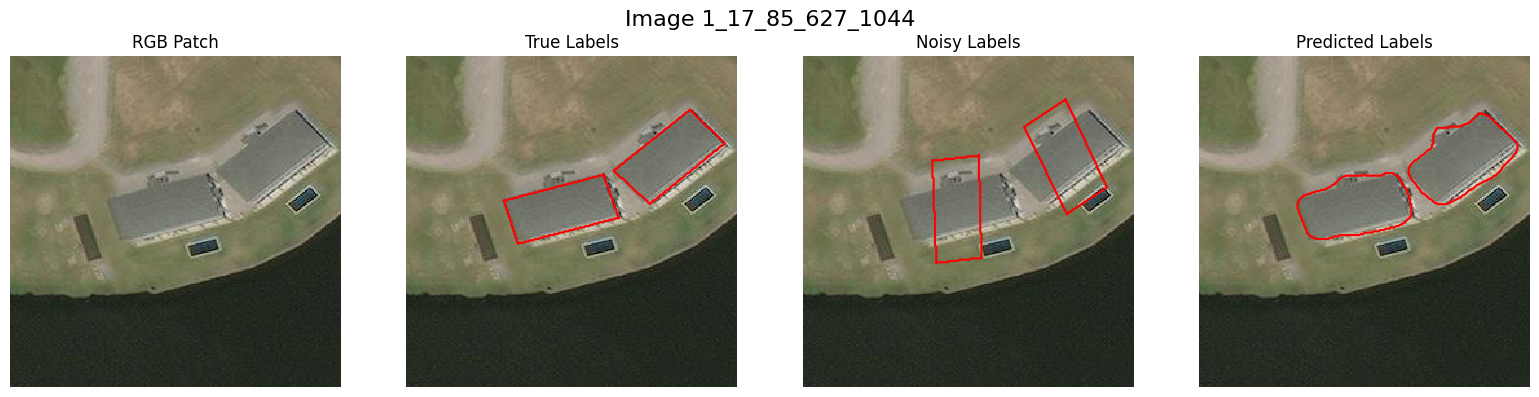 Image 1_17_85_627_1044
RGB Patch
True Labels
Noisy Labels
Predicted Labels